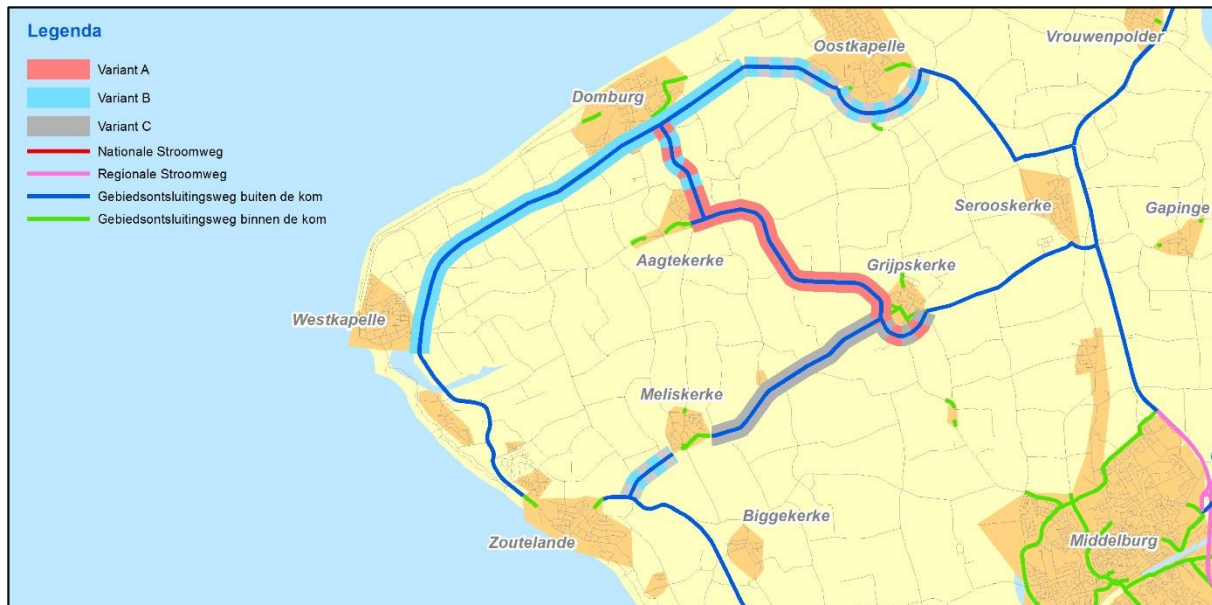 Legenda
Variant A
Variant B
Variant C
Nationale Stroomweg
Regionale Stroomweg
Gebiedsontsluitingsweg buiten de kom
Gebiedsontsluitingsweg binnen de kom
Vrouwenpolder
Oostkapelle
Domburg
Serooskerke
Gapinge
Aagtekerke
Grijpskerke
Westkapelle
Meliskerke
Biggekerke
Zoutelande
Middelburg